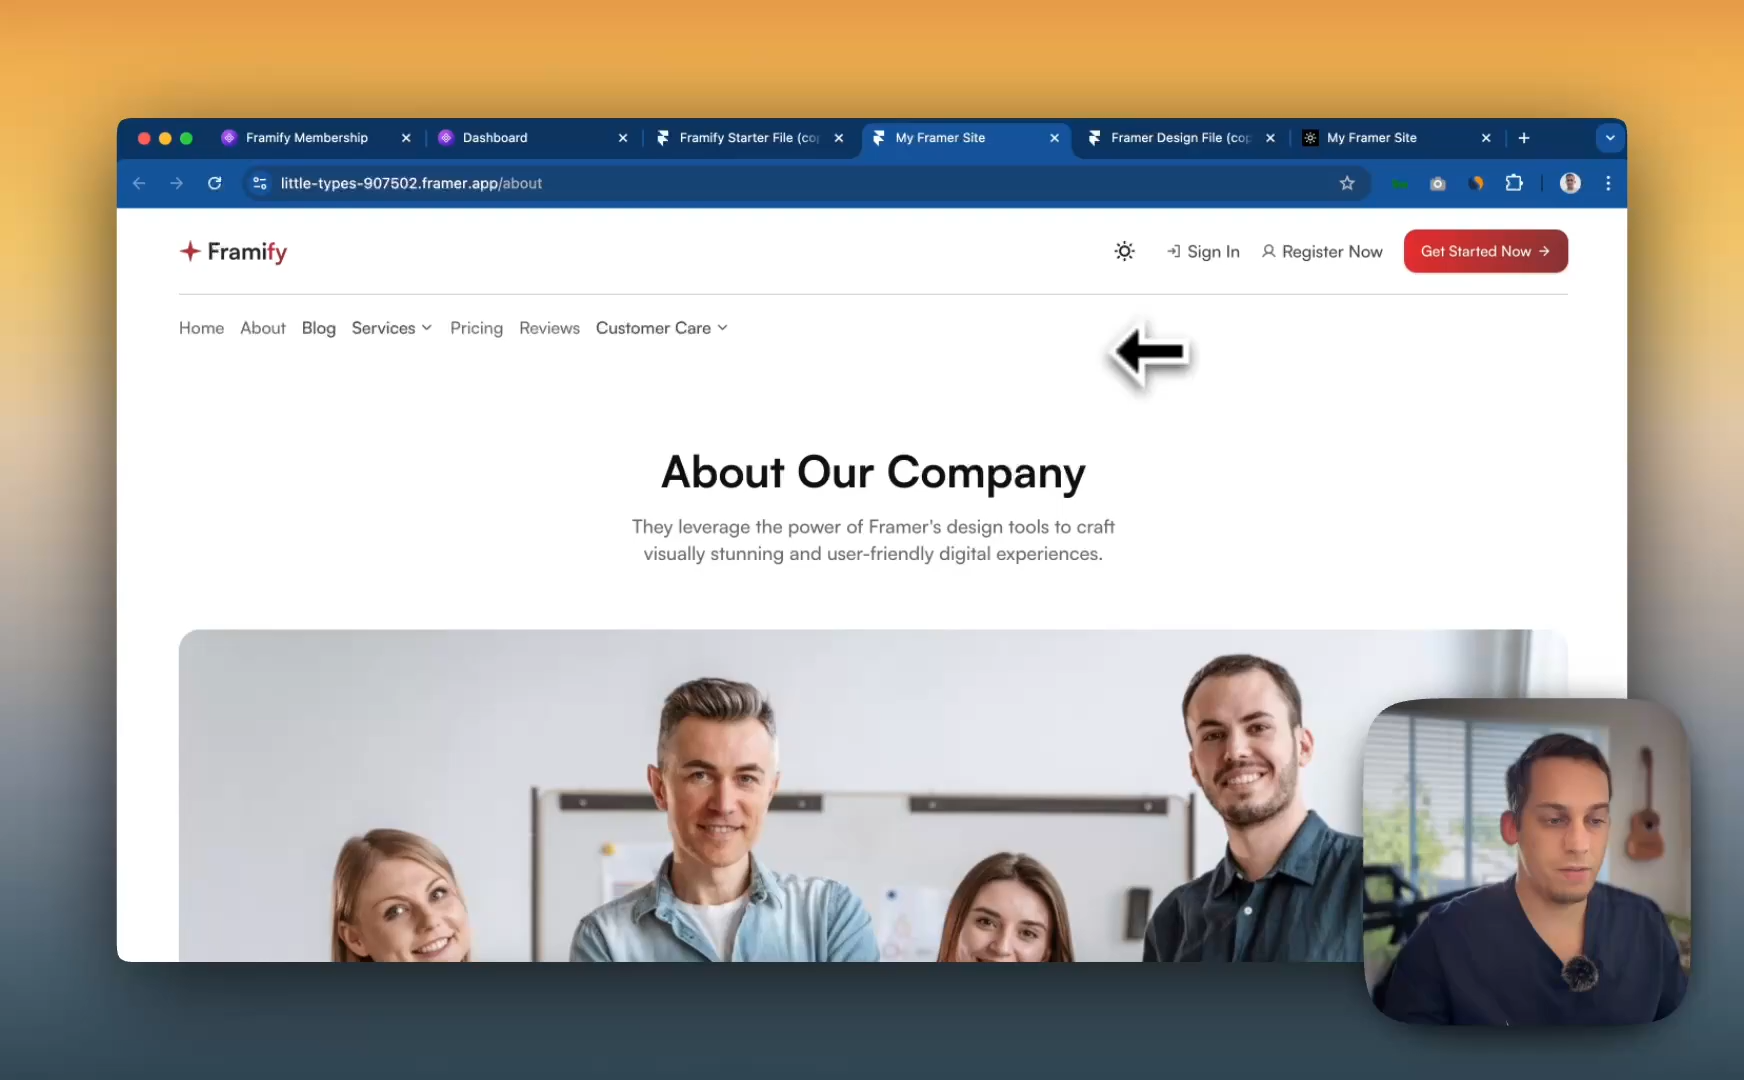 Framify Membership
Dashboard
Framify Starter File (cop
My Framer Site
Framer Design File (cop
My Framer Site
little-types-907502.framer.app/about
Framify
Sign In
Register Now
Get Started Now
Home
About
Blog
Services
Pricing
Reviews
Customer Care
About Our Company
They leverage the power of Framer's design tools to craft
visually stunning and user-friendly digital experiences.